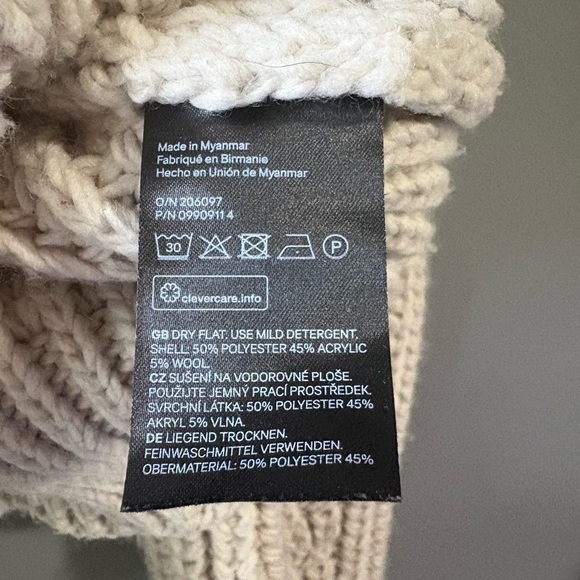 Made in Myanmar
Fabriqué en Birmanie
Hecho en Unión de Myanmar
O/N 206097
P/N 0990911 4
30 P
clevercare.info
GB DRY FLAT. USE MILD DETERGENT.
SHELL: 50% POLYESTER 45% ACRYLIC
5% WOOL.
CZ SUŠENÍ NA VODOROVNÉ PLOŠE.
POUŽIJTE JEMNÝ PRACÍ PROSTŘEDEK.
SVRCHNÍ LÁTKA: 50% POLYESTER 45%
AKRYL 5% VLNA.
DE LIEGEND TROCKNEN.
FEINWASCHMITTEL VERWENDEN.
OBERMATERIAL: 50% POLYESTER 45%